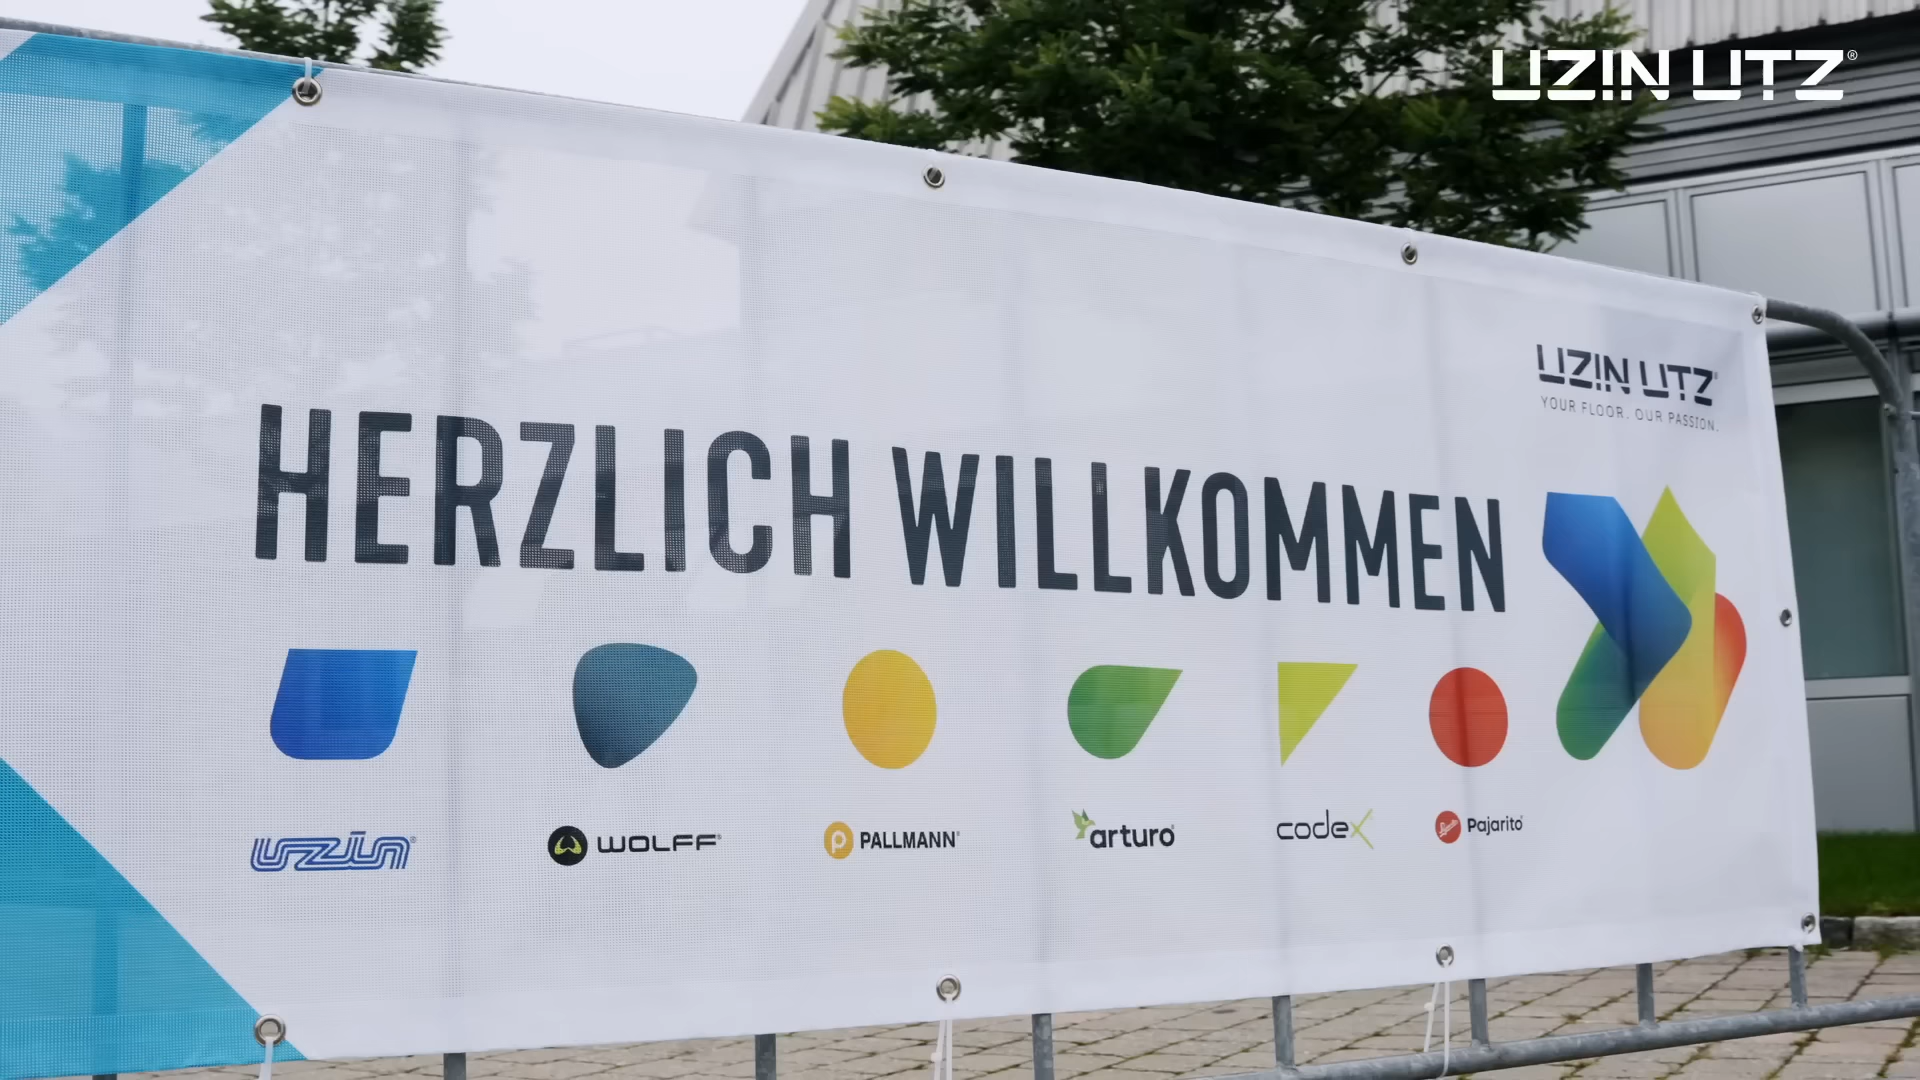 UZIN UTZ®
UZIN UTZ
YOUR FLOOR. OUR PASSION.
HERZLICH WILLKOMMEN
uzin®
WOLFF®
PALLMANN®
arturo®
codex
Pajarito®